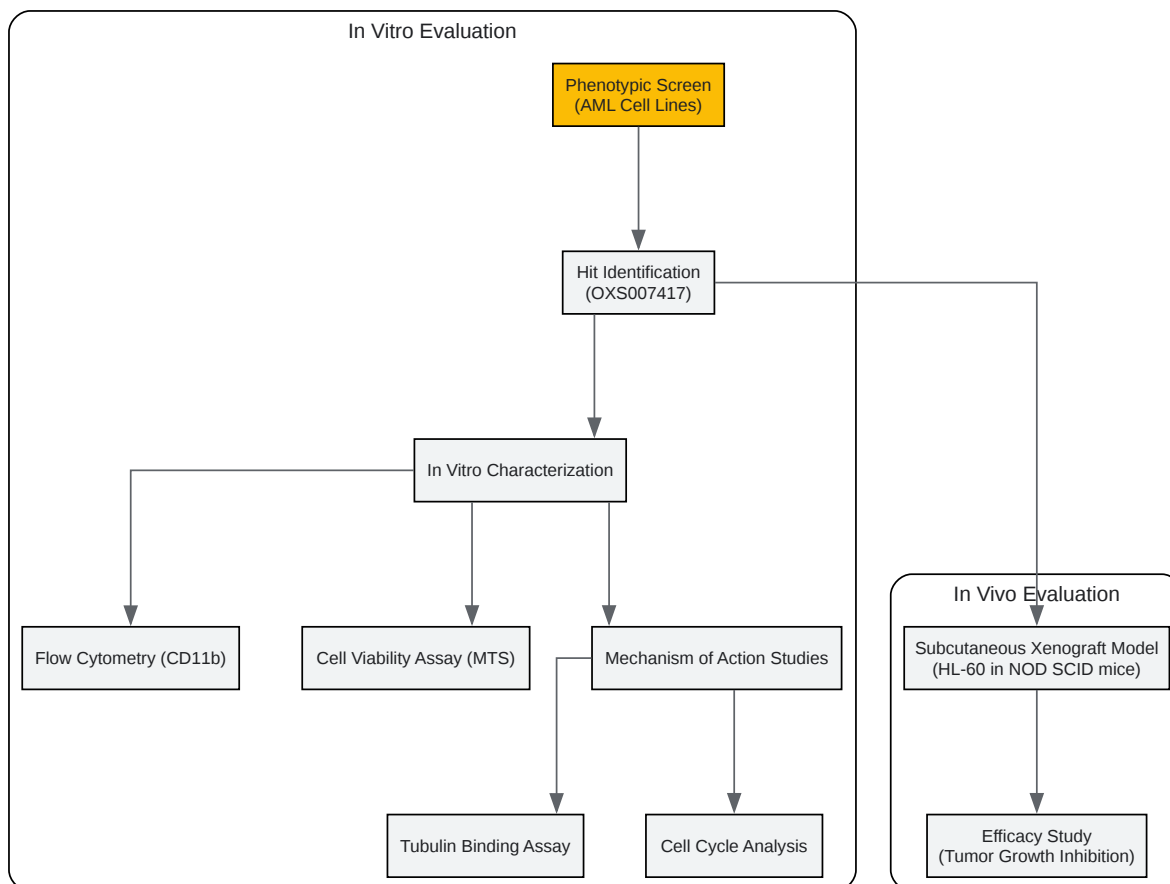 In Vitro Evaluation
Phenotypic Screen
(AML Cell Lines)
Hit Identification
(OXS007417)
In Vitro Characterization
In Vivo Evaluation
Flow Cytometry (CD11b)
Cell Viability Assay (MTS)
Mechanism of Action Studies
Subcutaneous Xenograft Model
(HL-60 in NOD SCID mice)
Tubulin Binding Assay
Cell Cycle Analysis
Efficacy Study
(Tumor Growth Inhibition)